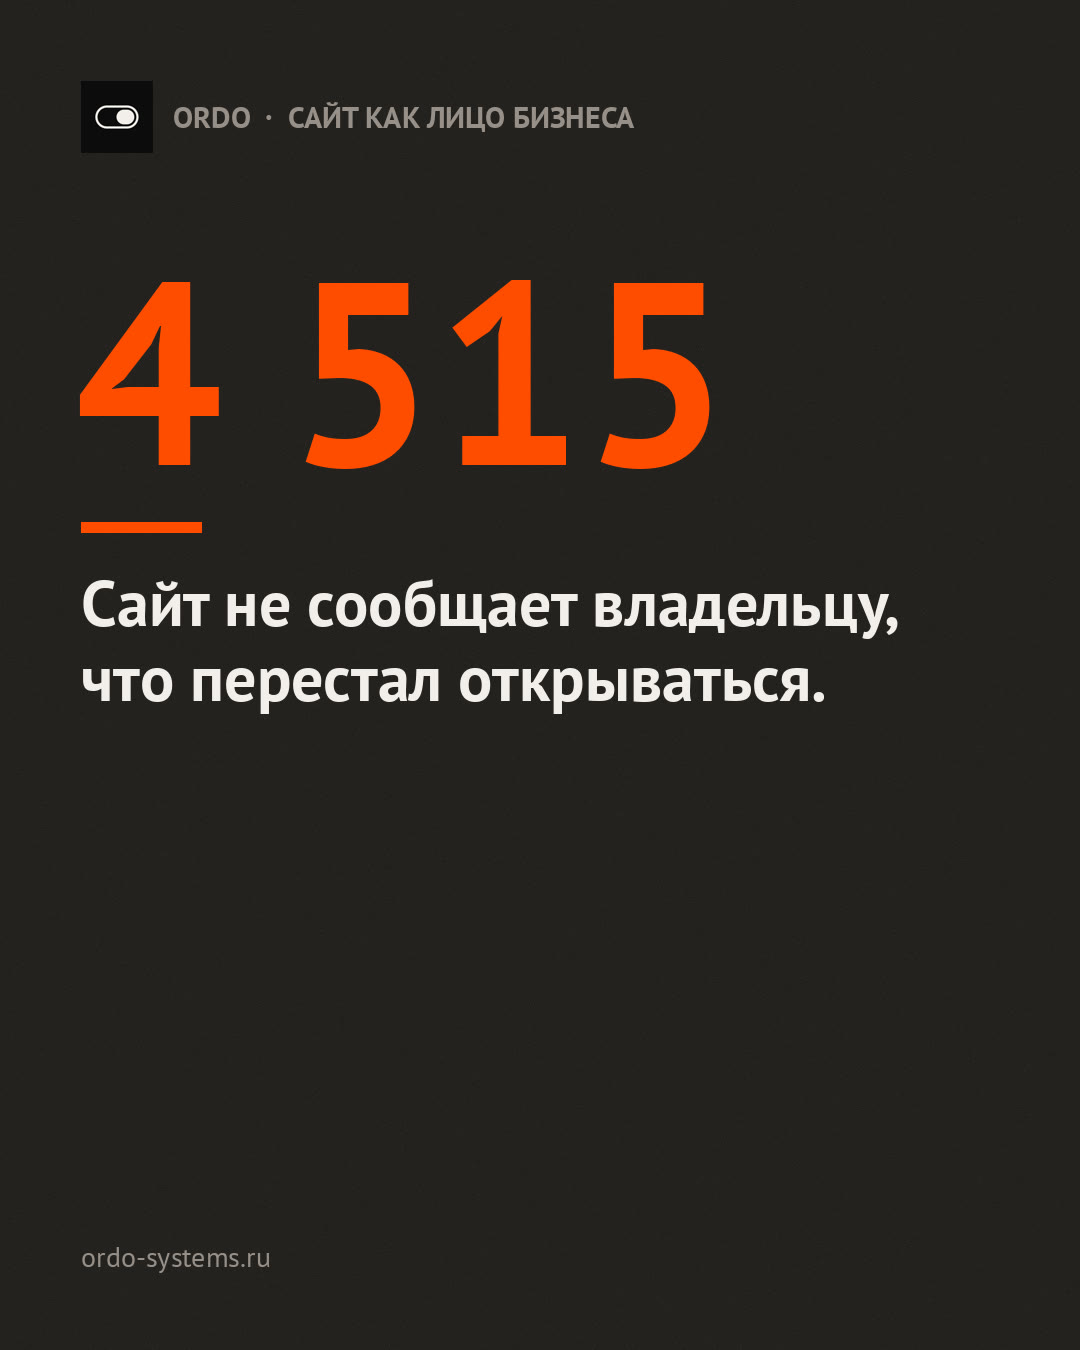 ORDO · САЙТ КАК ЛИЦО БИЗНЕСА
4 515
Сайт не сообщает владельцу,
что перестал открываться.
ordo-systems.ru